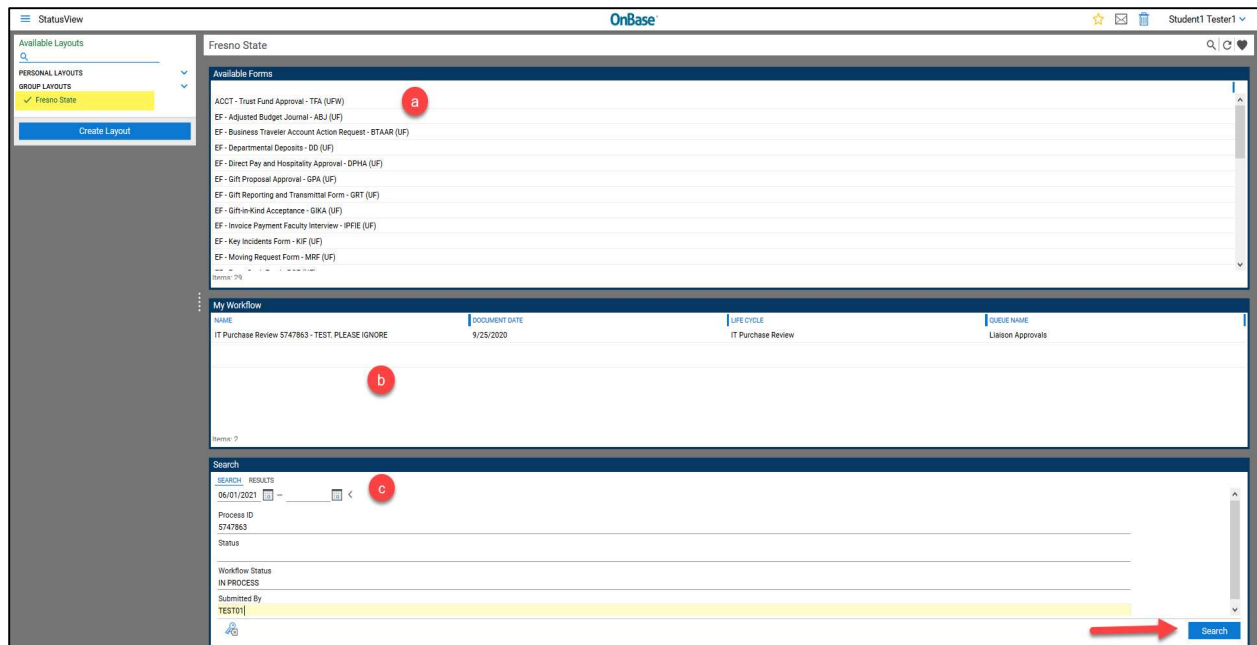 StatusView
OnBase
Student1 Tester1
Available Layouts
PERSONAL LAYOUTS
GROUP LAYOUTS
Fresno State
Create Layout
Fresno State
Available Forms
a
ACCT - Trust Fund Approval - TFA (UFW)
EF - Adjusted Budget Journal - ABJ (UF)
EF - Business Traveler Account Action Request - BTAAR (UF)
EF - Departmental Deposits - DD (UF)
EF - Direct Pay and Hospitality Approval - DPHA (UF)
EF - Gift Proposal Approval - GPA (UF)
EF - Gift Reporting and Transmittal Form - GRT (UF)
EF - Gift-in-Kind Acceptance - GIKA (UF)
EF - Invoice Payment Faculty Interview - IPFIE (UF)
EF - Key Incidents Form - KIF (UF)
EF - Moving Request Form - MRF (UF)
Items: 29
My Workflow
NAME DOCUMENT DATE LIFE CYCLE QUEUE NAME
IT Purchase Review 5747863 - TEST. PLEASE IGNORE 9/25/2020 IT Purchase Review Liaison Approvals
b
Items: 2
Search
SEARCH RESULTS
06/01/2021 –
c
Process ID
5747863
Status
Workflow Status
IN PROCESS
Submitted By
TEST01
Search